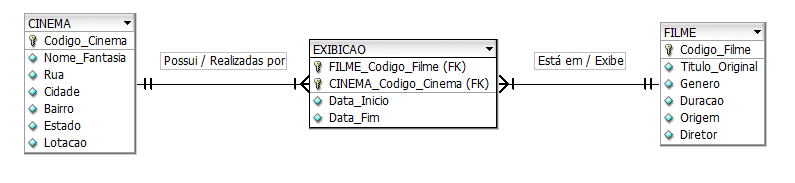 CINEMA
Codigo_Cinema
Nome_Fantasia
Rua
Cidade
Bairro
Estado
Lotacao
Possui / Realizadas por
EXIBICAO
FILME_Codigo_Filme (FK)
CINEMA_Codigo_Cinema (FK)
Data_Inicio
Data_Fim
Está em / Exibe
FILME
Codigo_Filme
Titulo_Original
Genero
Duracao
Origem
Diretor